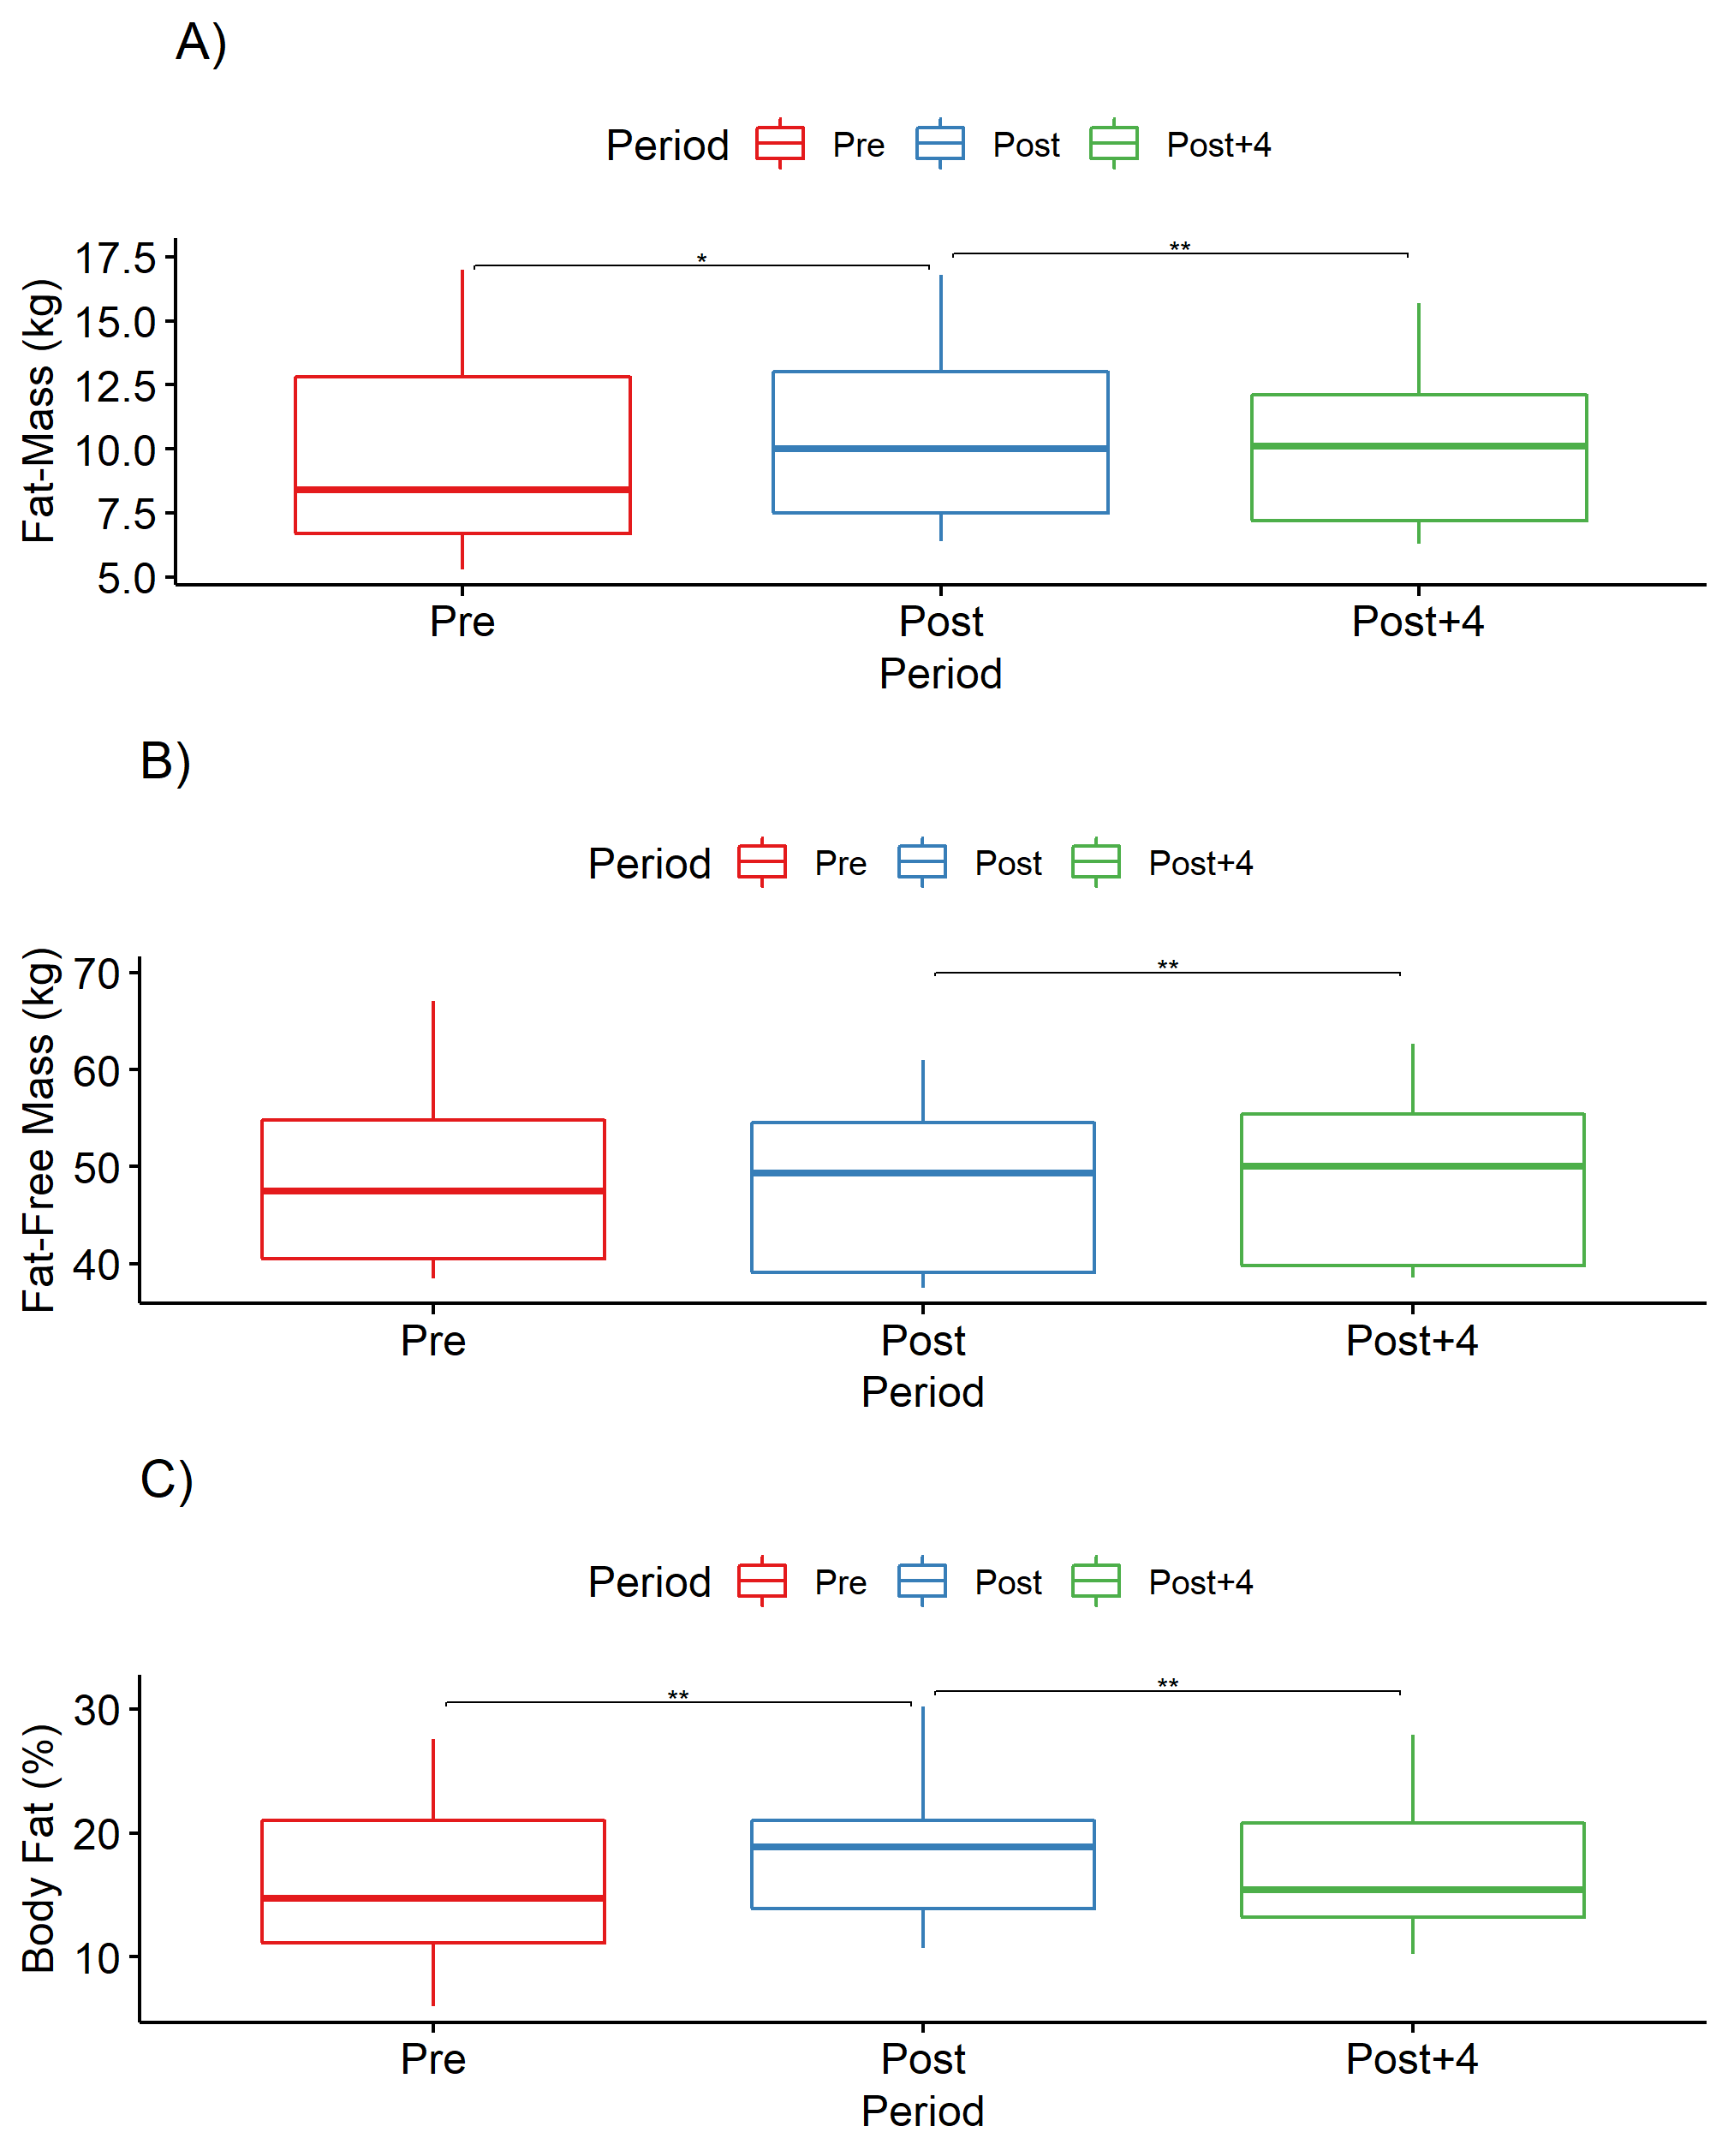 A)
Period Pre Post Post+4
Fat-Mass (kg)
17.5
15.0
12.5
10.0
7.5
5.0
* **
Pre Post Post+4
Period
B)
Period Pre Post Post+4
Fat-Free Mass (kg)
70
60
50
40
**
Pre Post Post+4
Period
C)
Period Pre Post Post+4
Body Fat (%)
30
20
10
** **
Pre Post Post+4
Period